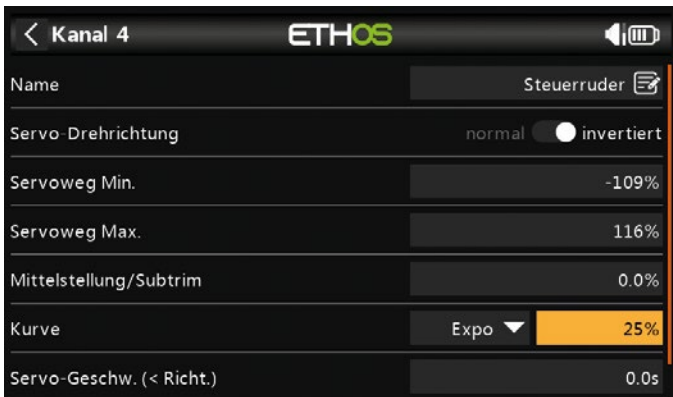 Kanal 4 ETHOS
Name Steuerruder
Servo-Drehrichtung normal invertiert
Servoweg Min. -109%
Servoweg Max. 116%
Mittelstellung/Subtrim 0.0%
Kurve Expo 25%
Servo-Geschw. (< Richt.) 0.0s